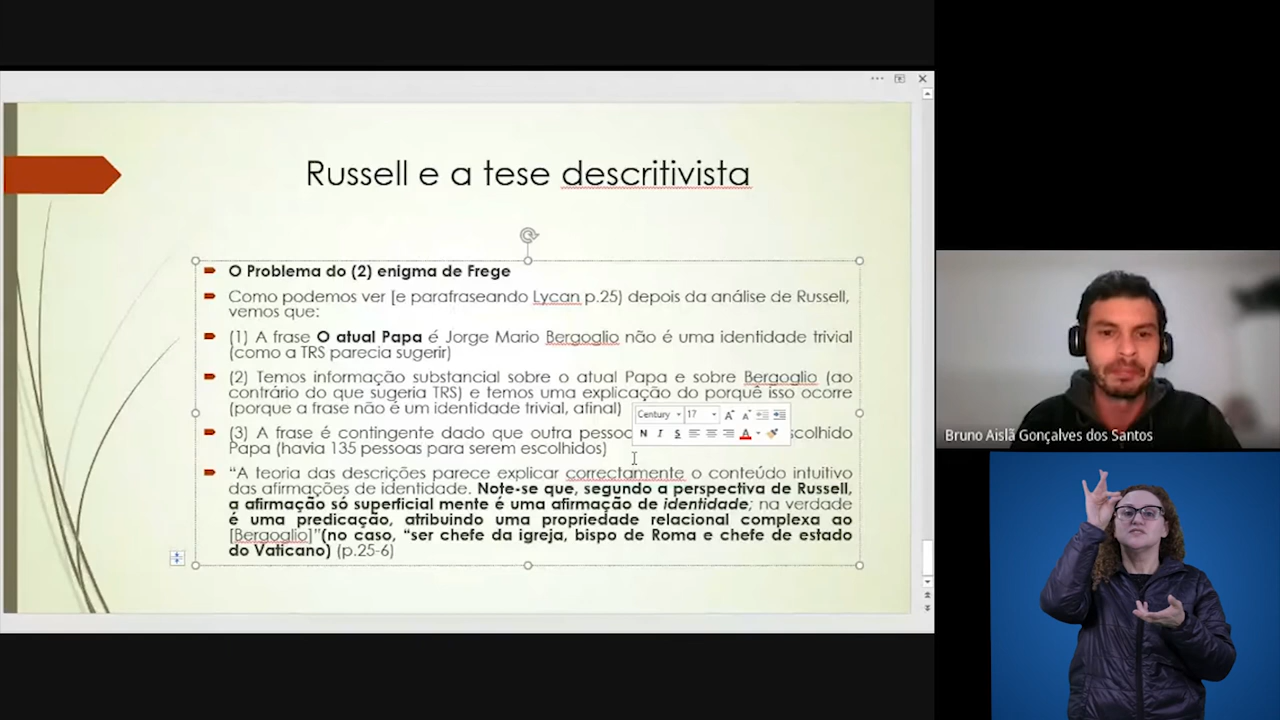 Russell e a tese descritivista
O Problema do (2) enigma de Frege
Como podemos ver [e parafraseando Lycan p.25) depois da análise de Russell,
vemos que:
(1) A frase O atual Papa é Jorge Mario Bergoglio não é uma identidade trivial
(como a TRS parecia sugerir)
(2) Temos informação substancial sobre o atual Papa e sobre Bergoglio (ao
contrário do que sugeria TRS) e temos uma explicação do porquê isso ocorre
(porque a frase não é um identidade trivial, afinal)
Century 17
(3) A frase é contingente dado que outra pessoa escolhido
N I S A
Papa (havia 135 pessoas para serem escolhidos)
“A teoria das descrições parece explicar correctamente o conteúdo intuitivo
das afirmações de identidade. Note-se que, segundo a perspectiva de Russell,
a afirmação só superficial mente é uma afirmação de identidade; na verdade
é uma predicação, atribuindo uma propriedade relacional complexa ao
[Bergoglio]”(no caso, “ser chefe da igreja, bispo de Roma e chefe de estado
do Vaticano) (p.25-6)
Bruno Aislã Gonçalves dos Santos